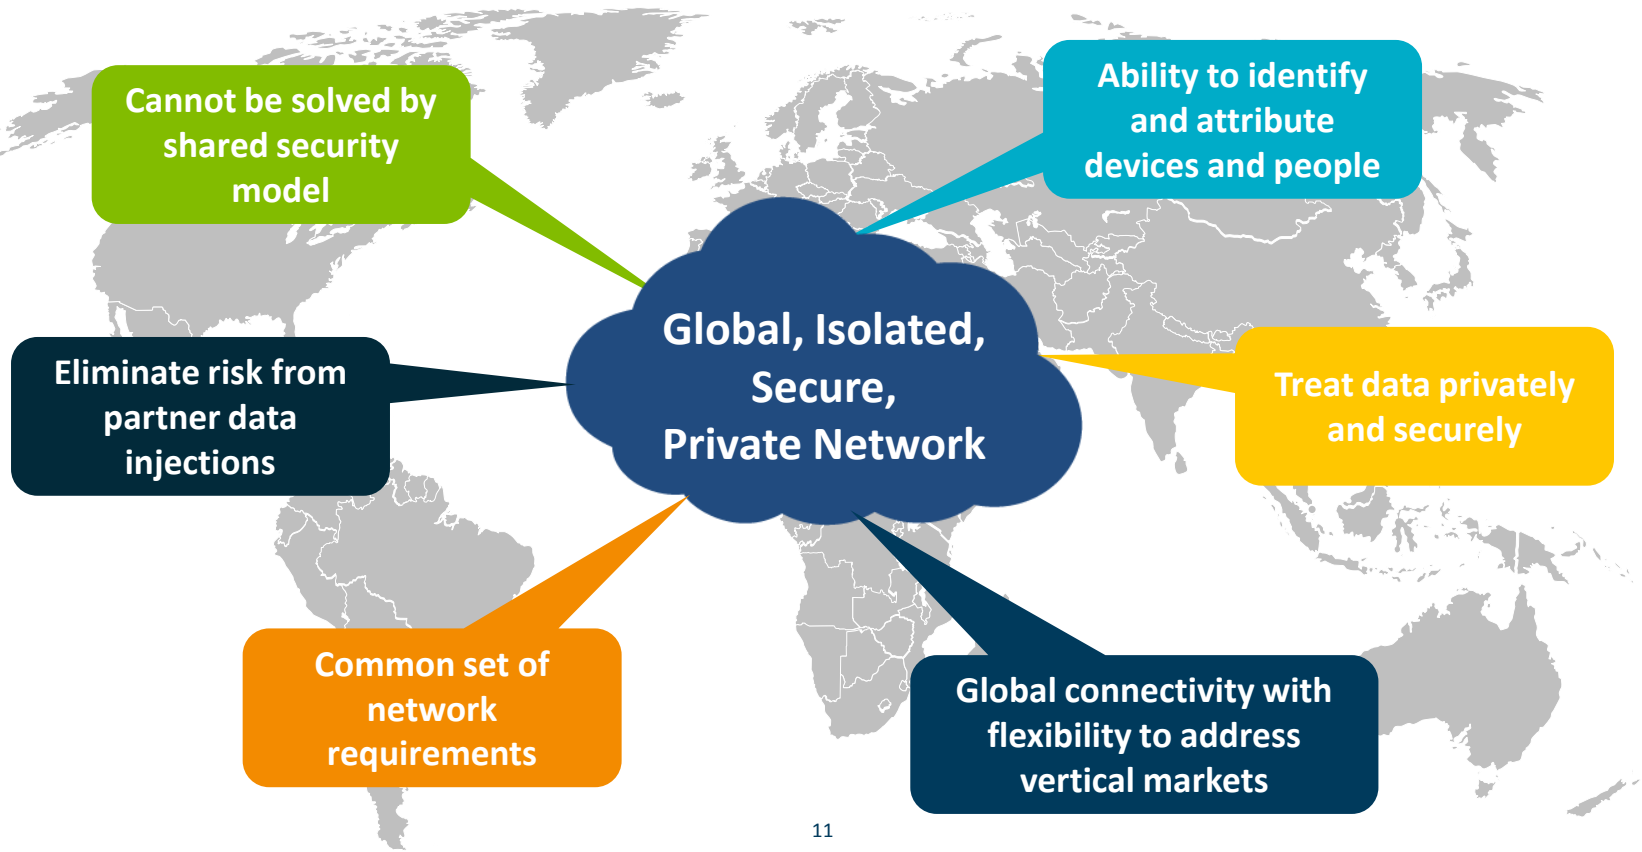 Cannot be solved by
shared security
model
Ability to identify
and attribute
devices and people
Global, Isolated,
Secure,
Private Network
Eliminate risk from
partner data
injections
Treat data privately
and securely
Common set of
network
requirements
Global connectivity with
flexibility to address
vertical markets
11